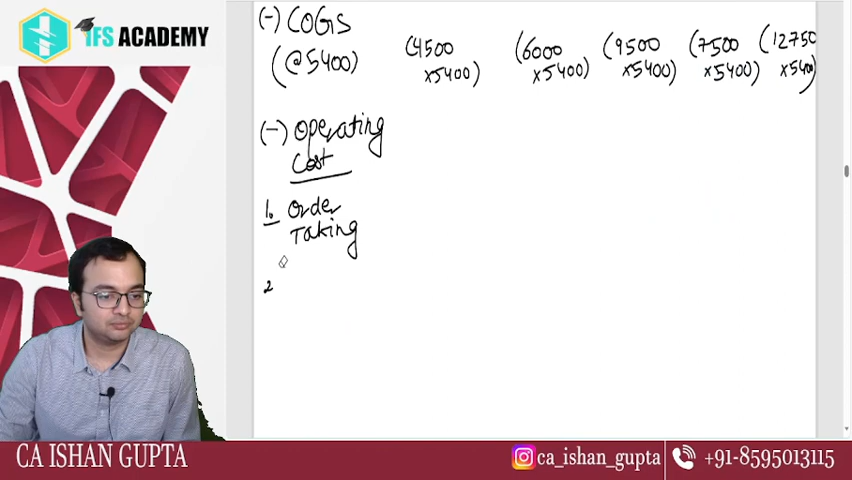 IFS ACADEMY
(-) COGS
(@5400)
(4500
x5400)
(6000
x5400)
(9500
x5400)
(7500
x5400)
(12750
x5400)
(-) Operating
Cost
1. Order
Taking
2
CA ISHAN GUPTA
ca_ishan_gupta
+91-8595013115